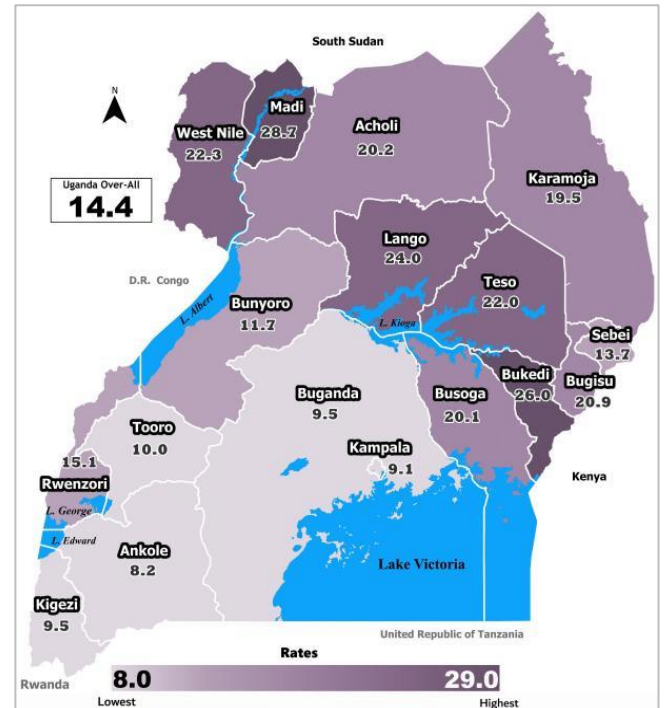 South Sudan
N
Madi
28.7
West Nile
22.3
Acholi
20.2
Karamoja
19.5
Uganda Over-All
14.4
Lango
24.0
D.R. Congo
L. Albert
Teso
22.0
Bunyoro
11.7
L. Kioga
Sebei
13.7
Bukedi
26.0
Bugisu
20.9
Buganda
9.5
Busoga
20.1
Tooro
10.0
Kampala
9.1
15.1
Rwenzori
Kenya
L. George
L. Edward
Ankole
8.2
Lake Victoria
Kigezi
9.5
United Republic of Tanzania
Rates
Rwanda
8.0
29.0
Lowest
Highest